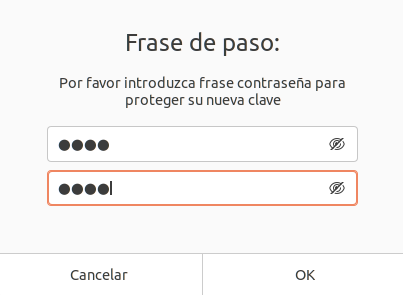 Frase de paso:
Por favor introduzca frase contraseña para
proteger su nueva clave
●●●●
●●●●
Cancelar
OK